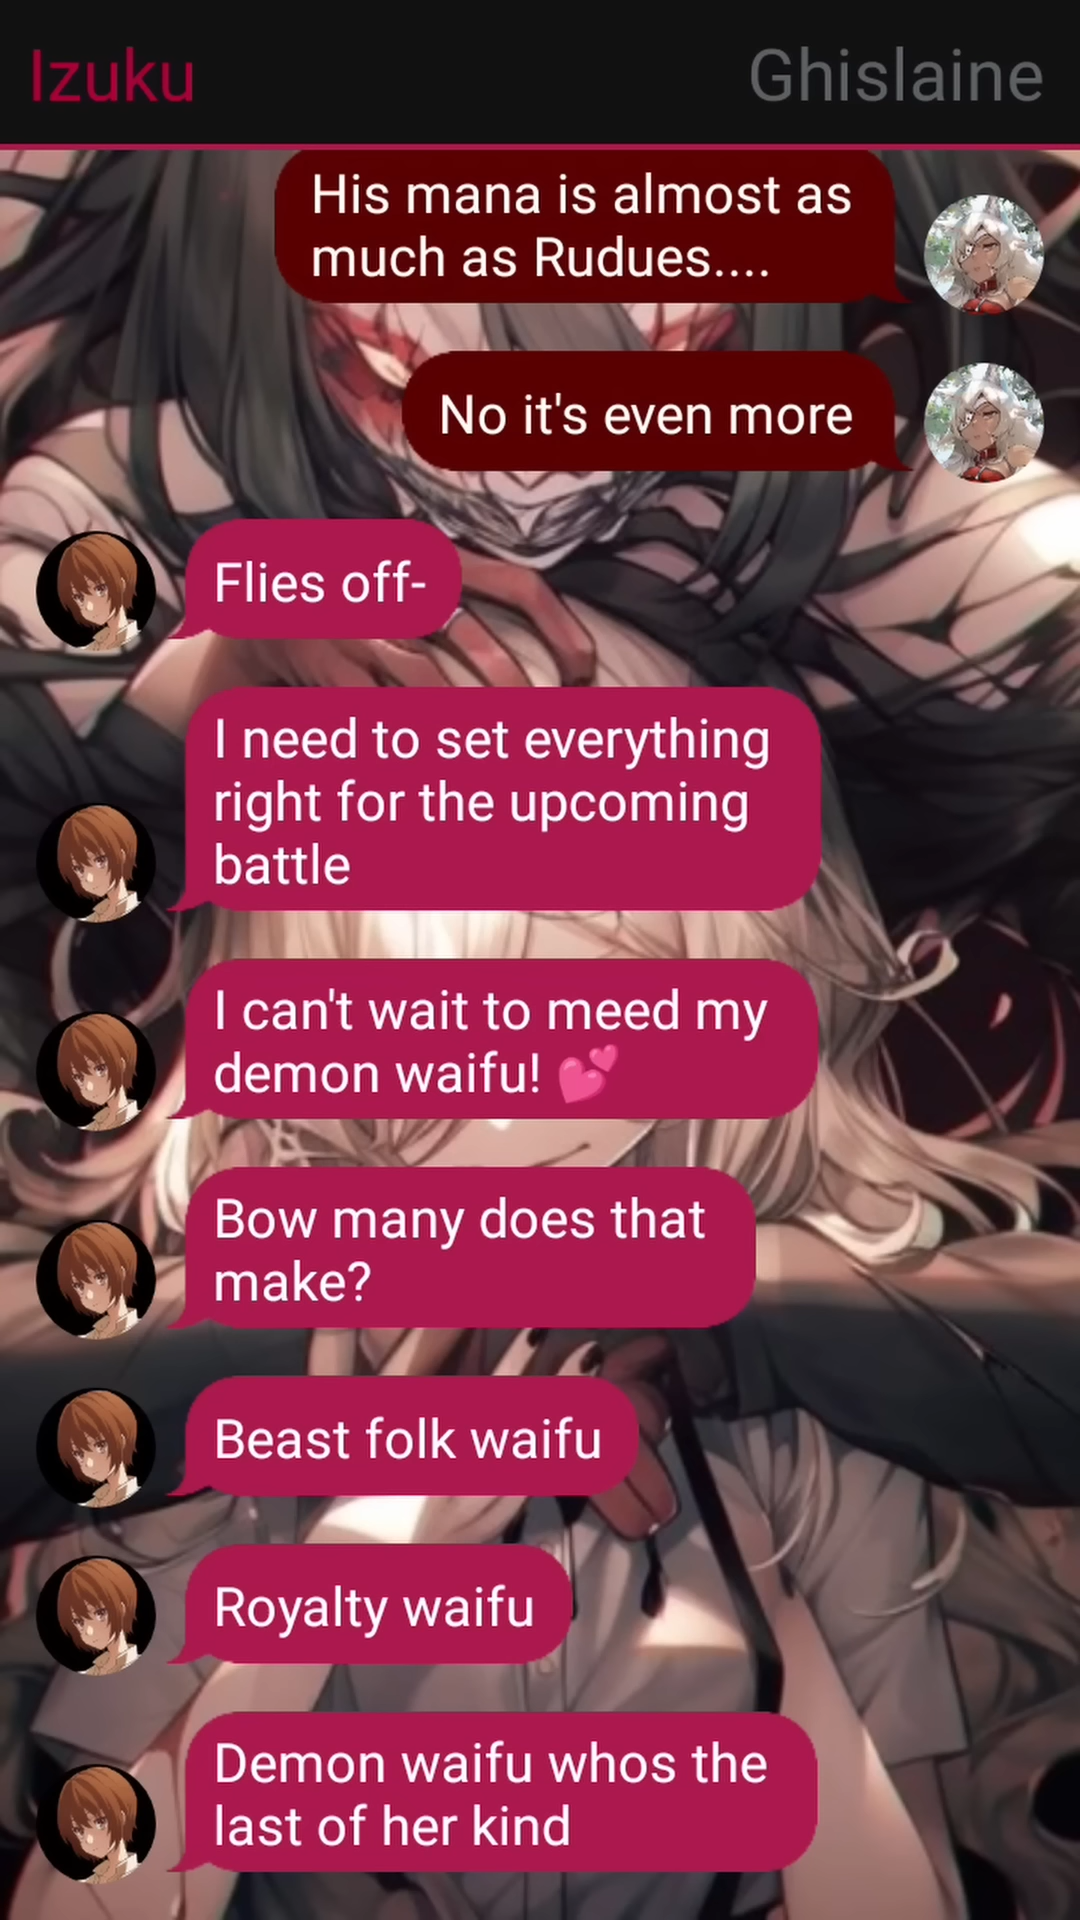 Izuku
Ghislaine
His mana is almost as
much as Rudues....
No it's even more
Flies off-
I need to set everything
right for the upcoming
battle
I can't wait to meed my
demon waifu! 💕
Bow many does that
make?
Beast folk waifu
Royalty waifu
Demon waifu whos the
last of her kind